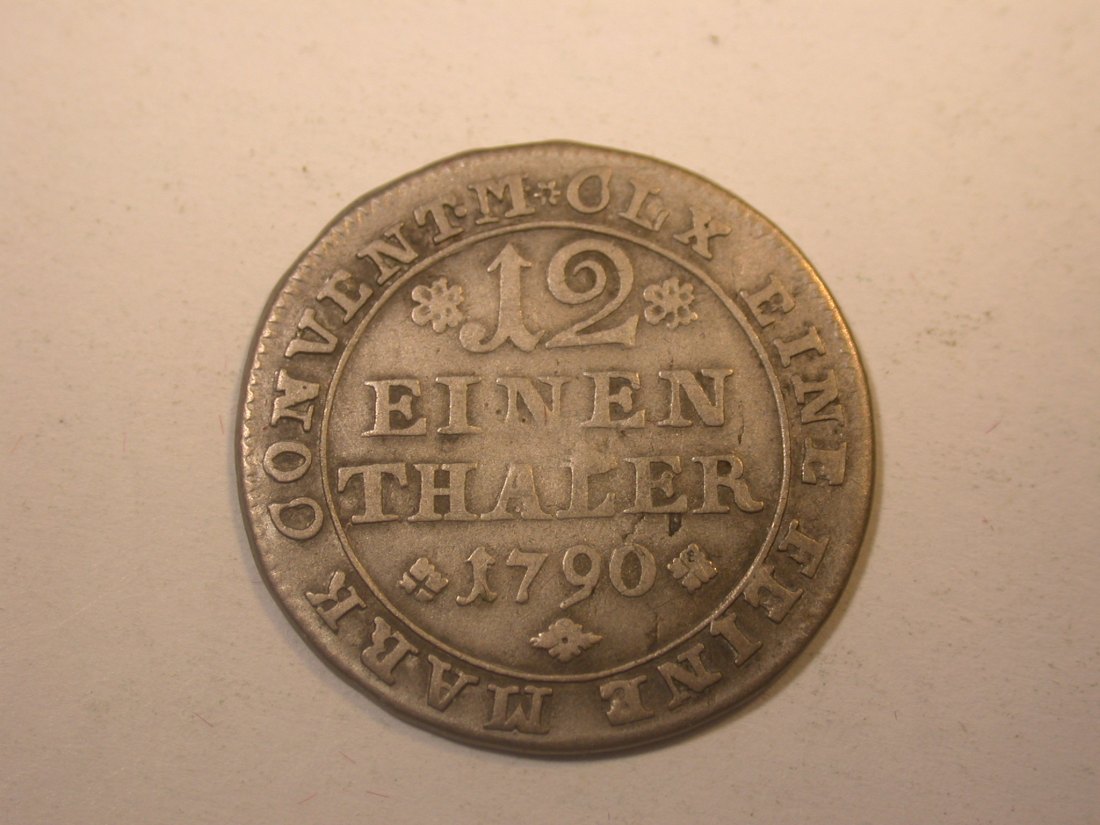 CLX EINE FEINE MARK CONVENT·M·
12
EINEN
THALER
1790